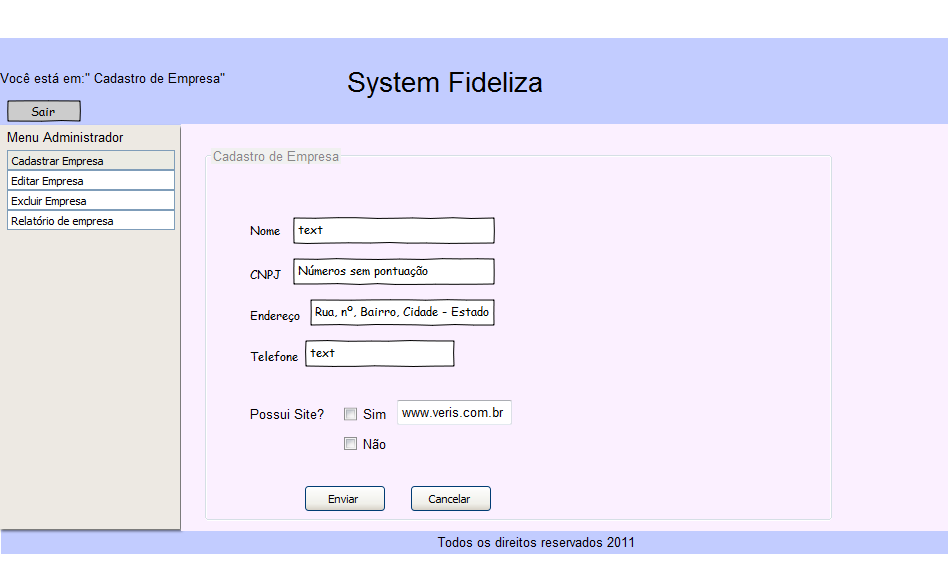 Você está em:" Cadastro de Empresa"
System Fideliza
Sair
Menu Administrador
Cadastrar Empresa
Editar Empresa
Excluir Empresa
Relatório de empresa
Cadastro de Empresa
Nome text
CNPJ Números sem pontuação
Endereço Rua, nº, Bairro, Cidade - Estado
Telefone text
Possui Site? Sim www.veris.com.br
Não
Enviar Cancelar
Todos os direitos reservados 2011